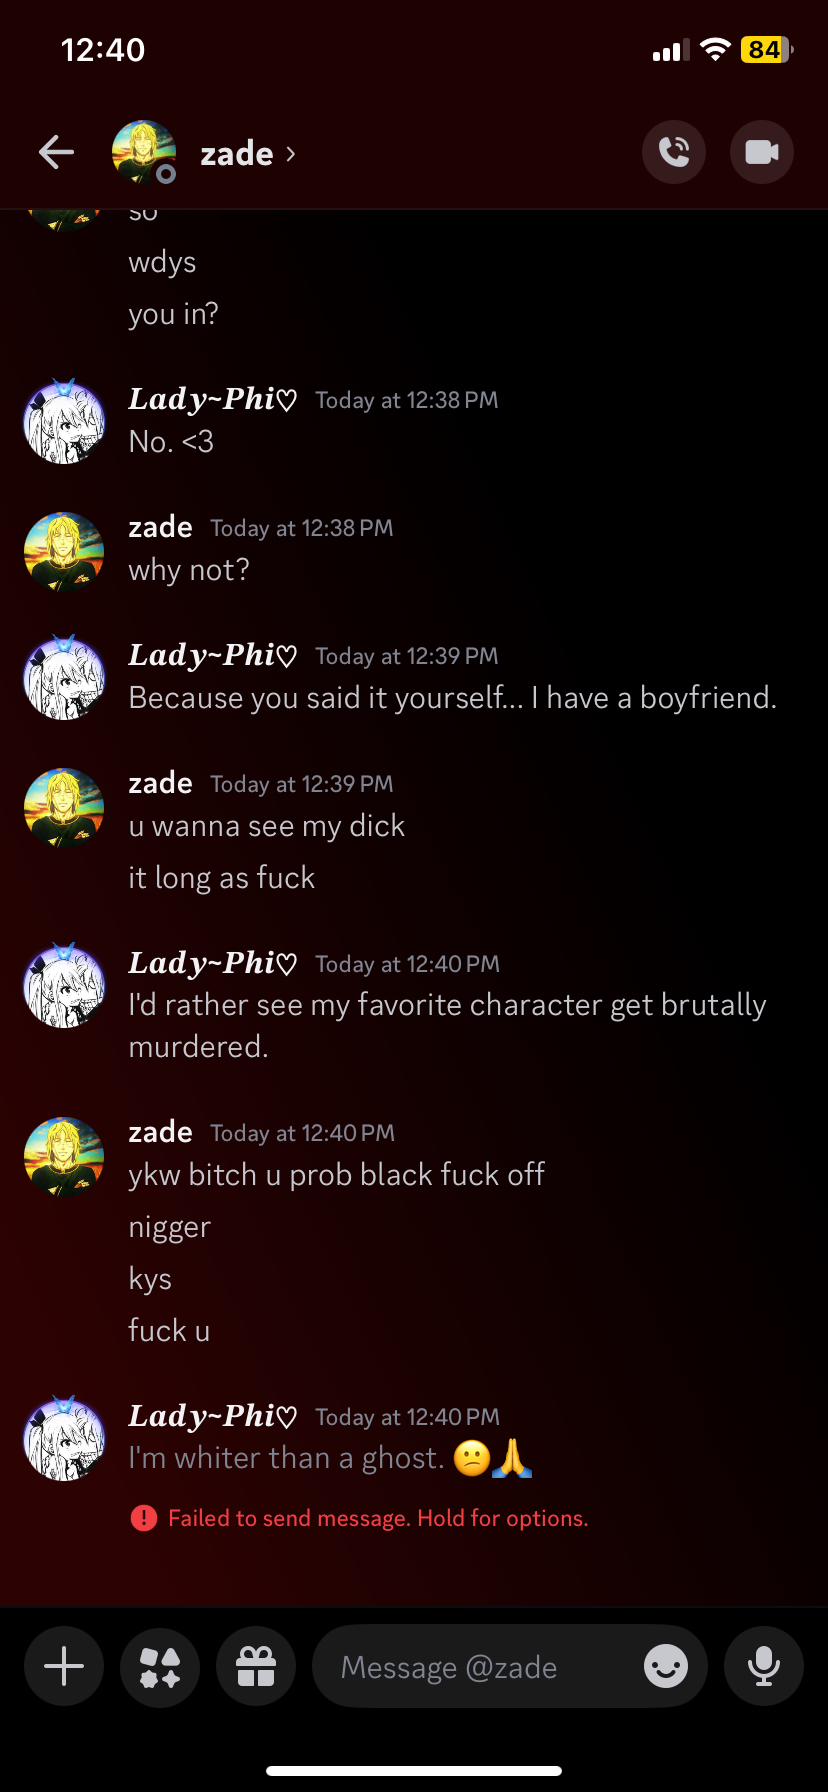 12:40
84
zade
so
wdys
you in?
Lady~Phi♡ Today at 12:38 PM
No. <3
zade Today at 12:38 PM
why not?
Lady~Phi♡ Today at 12:39 PM
Because you said it yourself... I have a boyfriend.
zade Today at 12:39 PM
u wanna see my dick
it long as fuck
Lady~Phi♡ Today at 12:40 PM
I'd rather see my favorite character get brutally
murdered.
zade Today at 12:40 PM
ykw bitch u prob black fuck off
nigger
kys
fuck u
Lady~Phi♡ Today at 12:40 PM
I'm whiter than a ghost. 😕🙏
Failed to send message. Hold for options.
Message @zade